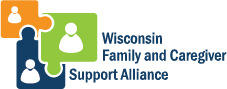 Wisconsin
Family and Caregiver
Support Alliance